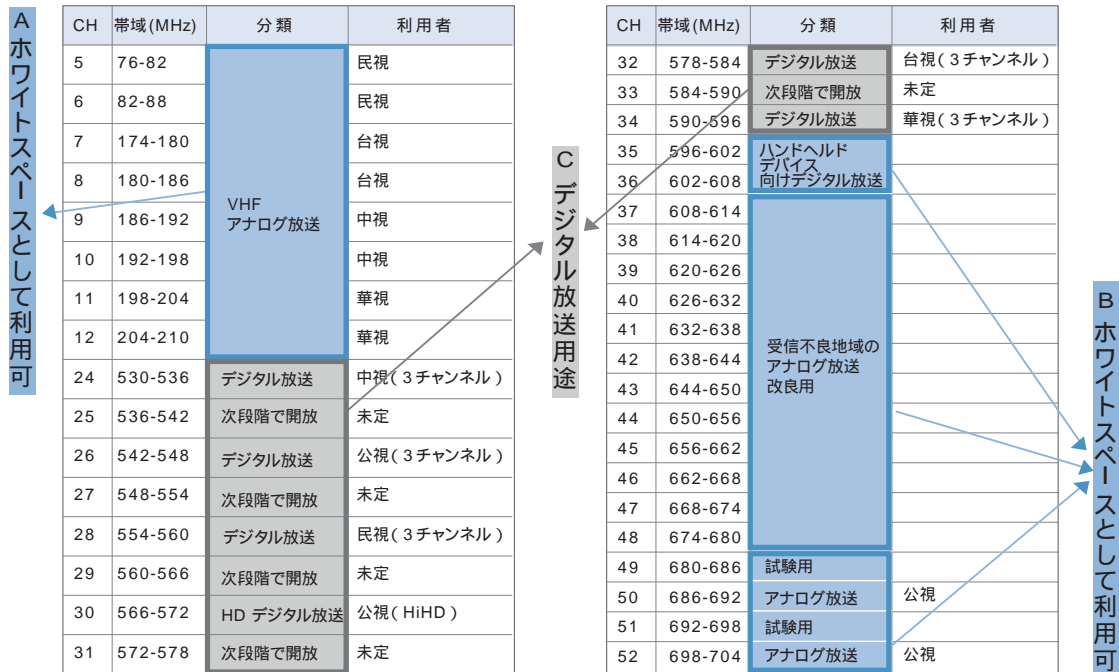 A ホワイトスペースとして利用可
CH 帯域(MHz) 分類 利用者
5 76-82 民視
6 82-88 民視
7 174-180 台視
8 180-186 台視
VHF
アナログ放送
9 186-192 中視
10 192-198 中視
11 198-204 華視
12 204-210 華視
24 530-536 デジタル放送 中視(3チャンネル)
25 536-542 次段階で開放 未定
26 542-548 デジタル放送 公視(3チャンネル)
27 548-554 次段階で開放 未定
28 554-560 デジタル放送 民視(3チャンネル)
29 560-566 次段階で開放 未定
30 566-572 HD デジタル放送 公視(HiHD)
31 572-578 次段階で開放 未定
C デジタル放送用途
CH 帯域(MHz) 分類 利用者
32 578-584 デジタル放送 台視(3チャンネル)
33 584-590 次段階で開放 未定
34 590-596 デジタル放送 華視(3チャンネル)
35 596-602 ハンドヘルド
デバイス
36 602-608 向けデジタル放送
37 608-614
38 614-620
39 620-626
40 626-632
41 632-638
受信不良地域の
42 638-644 アナログ放送
43 644-650 改良用
44 650-656
45 656-662
46 662-668
47 668-674
48 674-680
49 680-686 試験用
50 686-692 アナログ放送 公視
51 692-698 試験用
52 698-704 アナログ放送 公視
B ホワイトスペースとして利用可